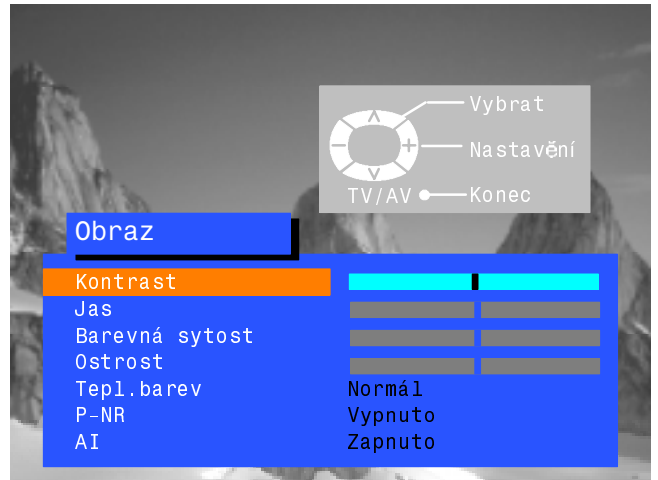 Vybrat
Nastavění
TV/AV Konec
Obraz
Kontrast
Jas
Barevná sytost
Ostrost
Tepl.barev Normál
P-NR Vypnuto
AI Zapnuto